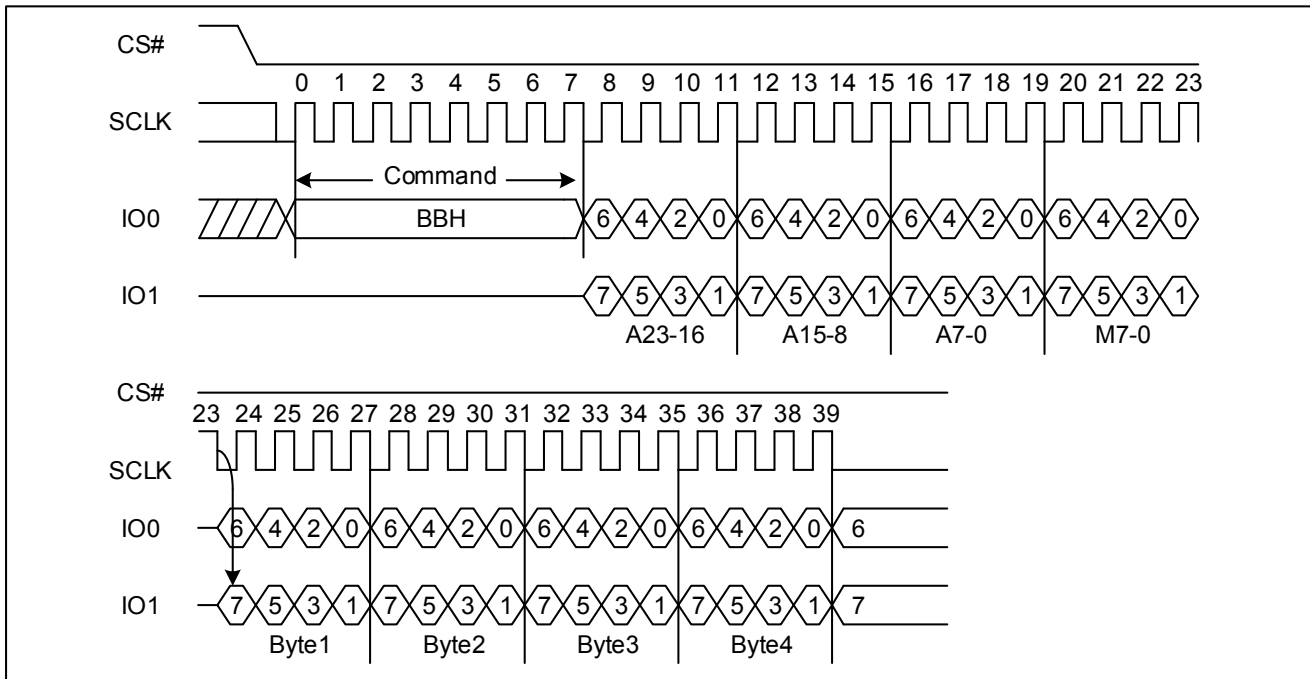 CS#
0 1 2 3 4 5 6 7 8 9 10 11 12 13 14 15 16 17 18 19 20 21 22 23
SCLK
Command
IO0 BBH 6 4 2 0 6 4 2 0 6 4 2 0 6 4 2 0
IO1 7 5 3 1 7 5 3 1 7 5 3 1 7 5 3 1
A23-16 A15-8 A7-0 M7-0
CS#
23 24 25 26 27 28 29 30 31 32 33 34 35 36 37 38 39
SCLK
IO0 6 4 2 0 6 4 2 0 6 4 2 0 6 4 2 0 6
IO1 7 5 3 1 7 5 3 1 7 5 3 1 7 5 3 1 7
Byte1 Byte2 Byte3 Byte4